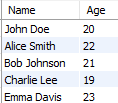 Name Age
John Doe 20
Alice Smith 22
Bob Johnson 21
Charlie Lee 19
Emma Davis 23